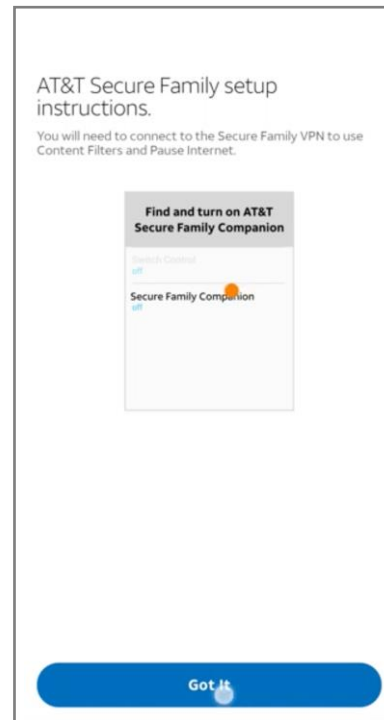 AT&T Secure Family setup
instructions.
You will need to connect to the Secure Family VPN to use
Content Filters and Pause Internet.
Find and turn on AT&T
Secure Family Companion
Switch Control
off
Secure Family Companion
off
Got It